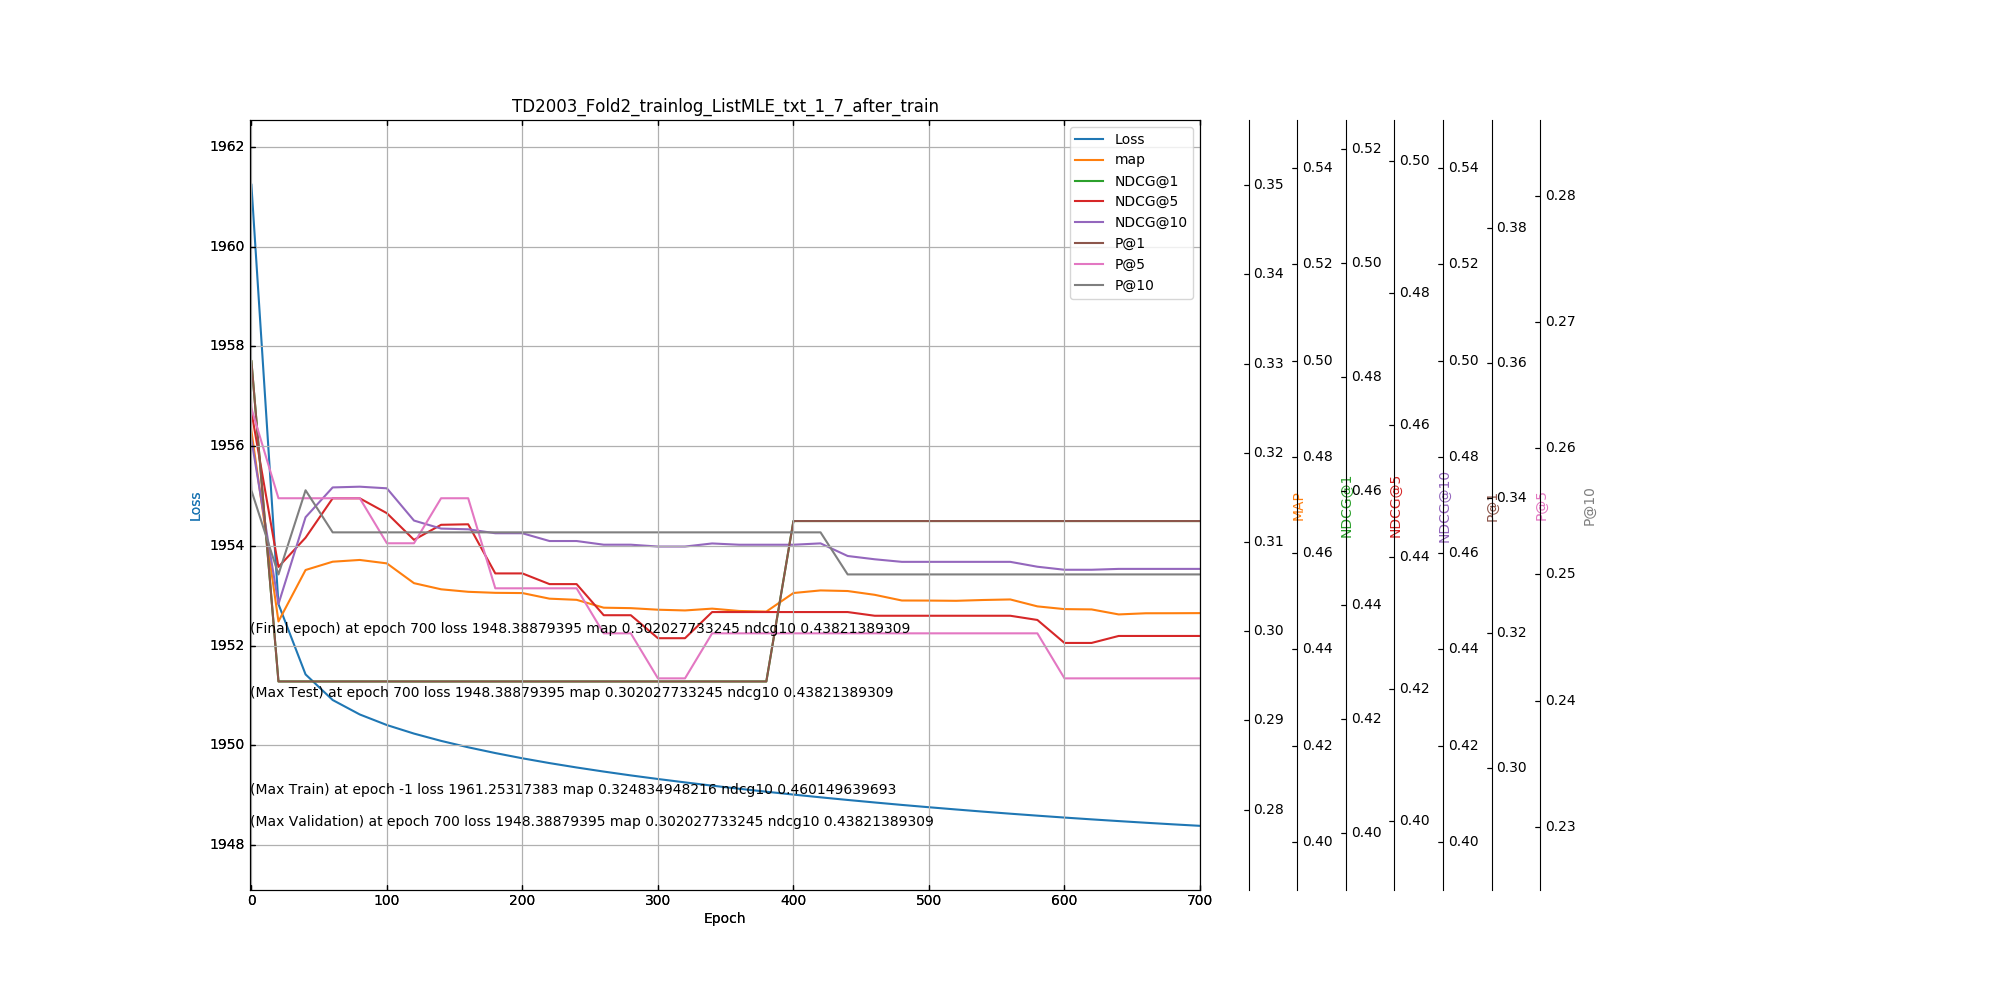 TD2003_Fold2_trainlog_ListMLE_txt_1_7_after_train
Loss
map
NDCG@1
NDCG@5
NDCG@10
P@1
P@5
P@10
1962
1960
1958
1956
1954
1952
1950
1948
Loss
(Final epoch) at epoch 700 loss 1948.38879395 map 0.302027733245 ndcg10 0.43821389309
(Max Test) at epoch 700 loss 1948.38879395 map 0.302027733245 ndcg10 0.43821389309
(Max Train) at epoch -1 loss 1961.25317383 map 0.324834948216 ndcg10 0.460149639693
(Max Validation) at epoch 700 loss 1948.38879395 map 0.302027733245 ndcg10 0.43821389309
0 100 200 300 400 500 600 700
Epoch
0.35
0.34
0.33
0.32
0.31
0.30
0.29
0.28
MAP
0.54
0.52
0.50
0.48
0.46
0.44
0.42
0.40
NDCG@1
0.52
0.50
0.48
0.46
0.44
0.42
0.40
NDCG@5
0.50
0.48
0.46
0.44
0.42
0.40
NDCG@10
0.54
0.52
0.50
0.48
0.46
0.44
0.42
0.40
P@1
0.38
0.36
0.34
0.32
0.30
P@5
0.28
0.27
0.26
0.25
0.24
0.23
P@10